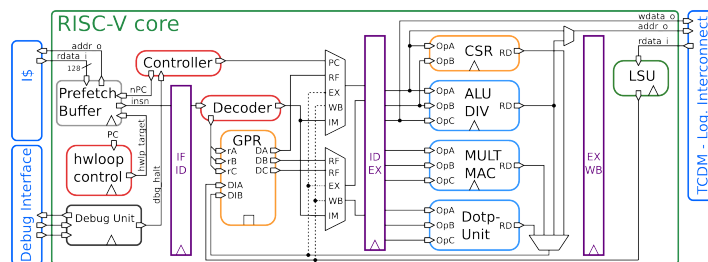 RISC-V core
wdata_o
addr_o
rdata_i
addr_o
rdata_i
128
I$
Prefetch
Buffer
nPC
insn
PC
hwlp_target
hwloop
control
Debug Interface
Debug Unit
dbg_halt
Controller
Decoder
IF
ID
GPR
rA
rB
rC
DIA
DIB
DA
DB
DC
PC
RF
EX
WB
IM
RF
RF
EX
WB
IM
ID
EX
OpA
OpB
CSR
RD
OpA
OpB
OpC
ALU
DIV
RD
OpA
OpB
OpC
MULT
MAC
RD
OpA
OpB
OpC
Dotp-
Unit
RD
EX
WB
LSU
TCDM - Log. Interconnect